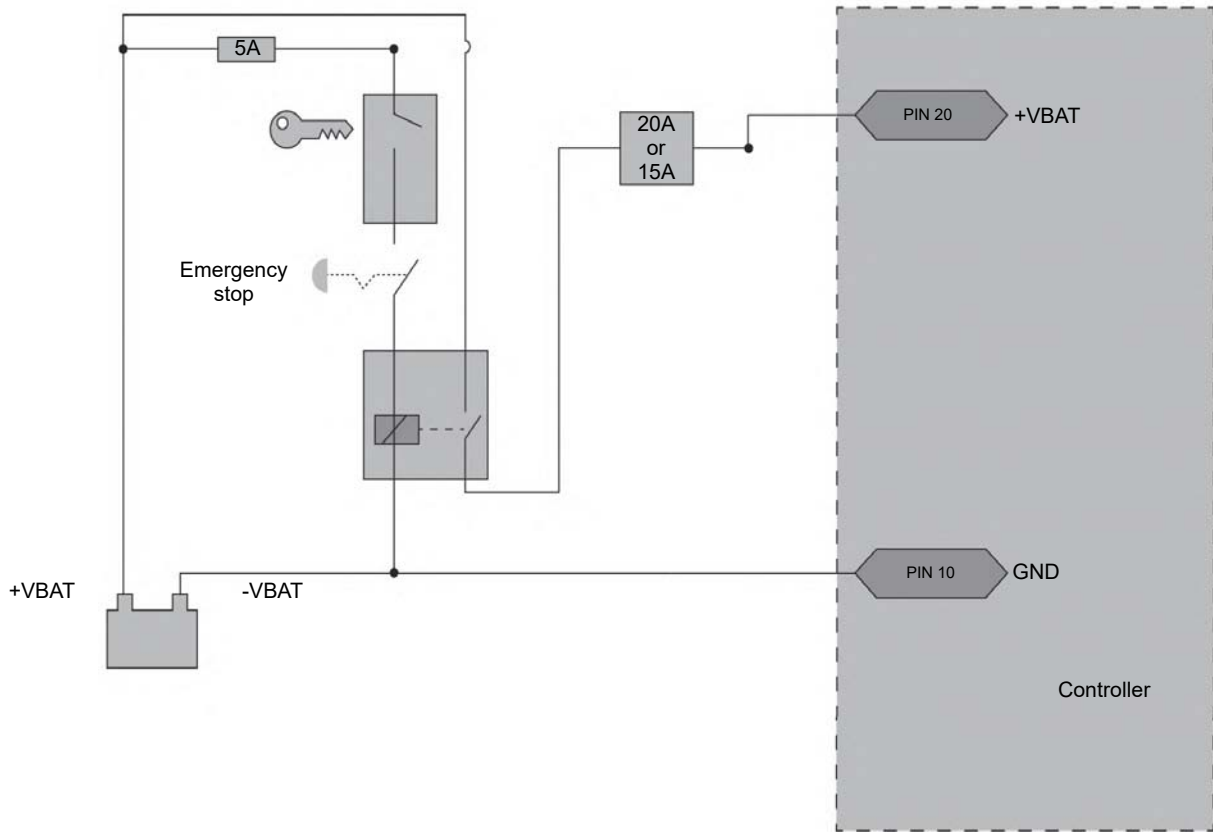 5A
20A
or
15A
PIN 20
+VBAT
Emergency
stop
+VBAT
-VBAT
PIN 10
GND
Controller